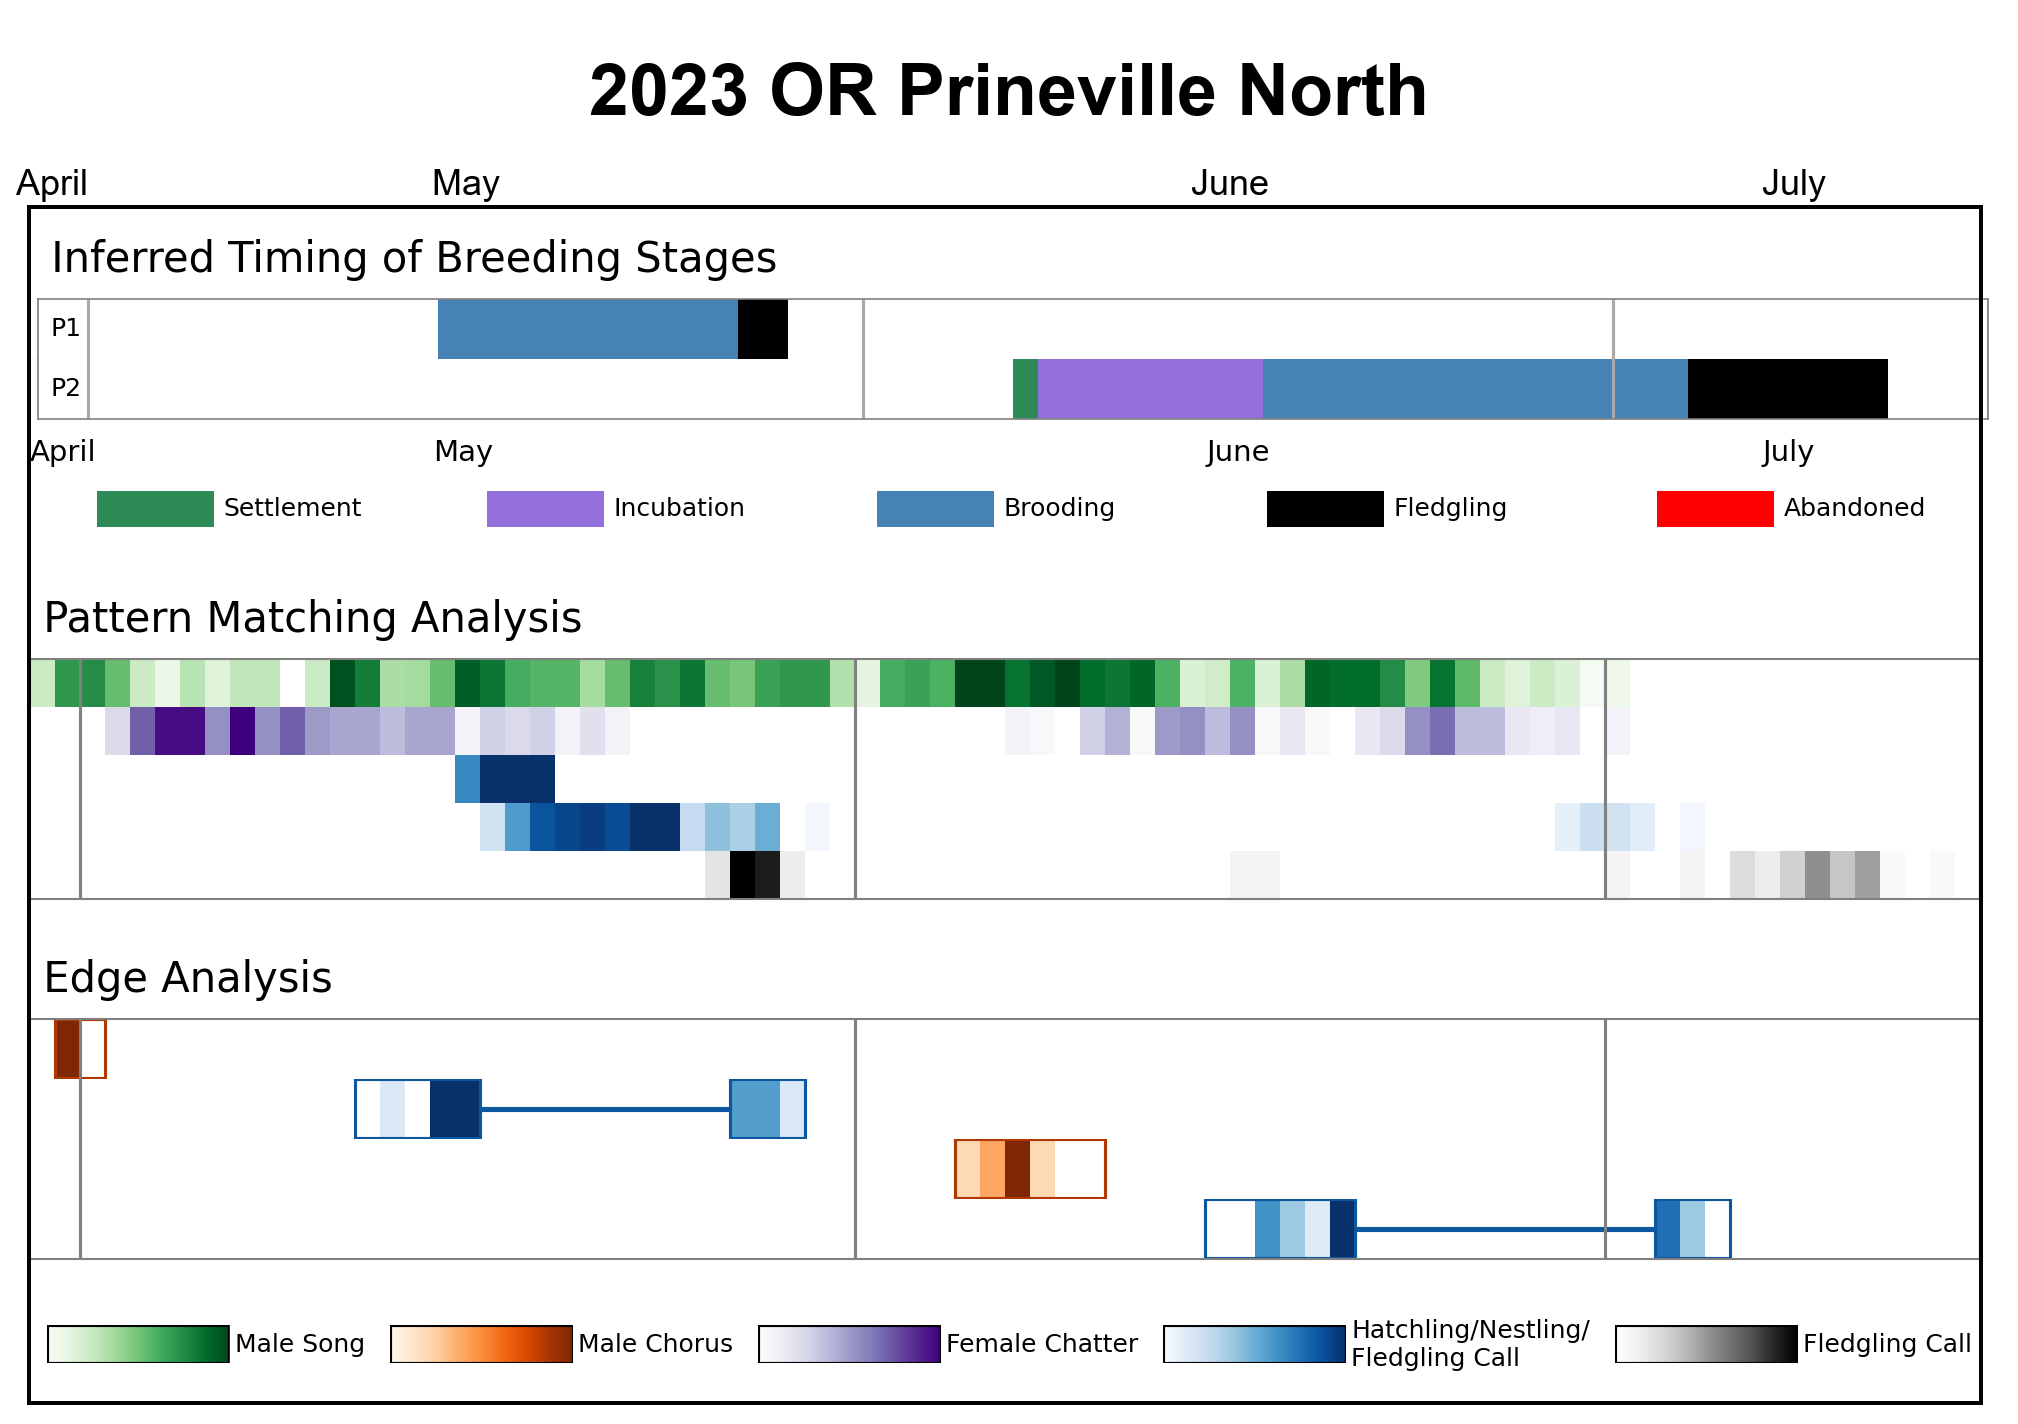 2023 OR Prineville North
April May June July
Inferred Timing of Breeding Stages
P1
P2
April May June July
Settlement Incubation Brooding Fledgling Abandoned
Pattern Matching Analysis
Edge Analysis
Male Song Male Chorus Female Chatter Hatchling/Nestling/
Fledgling Call Fledgling Call